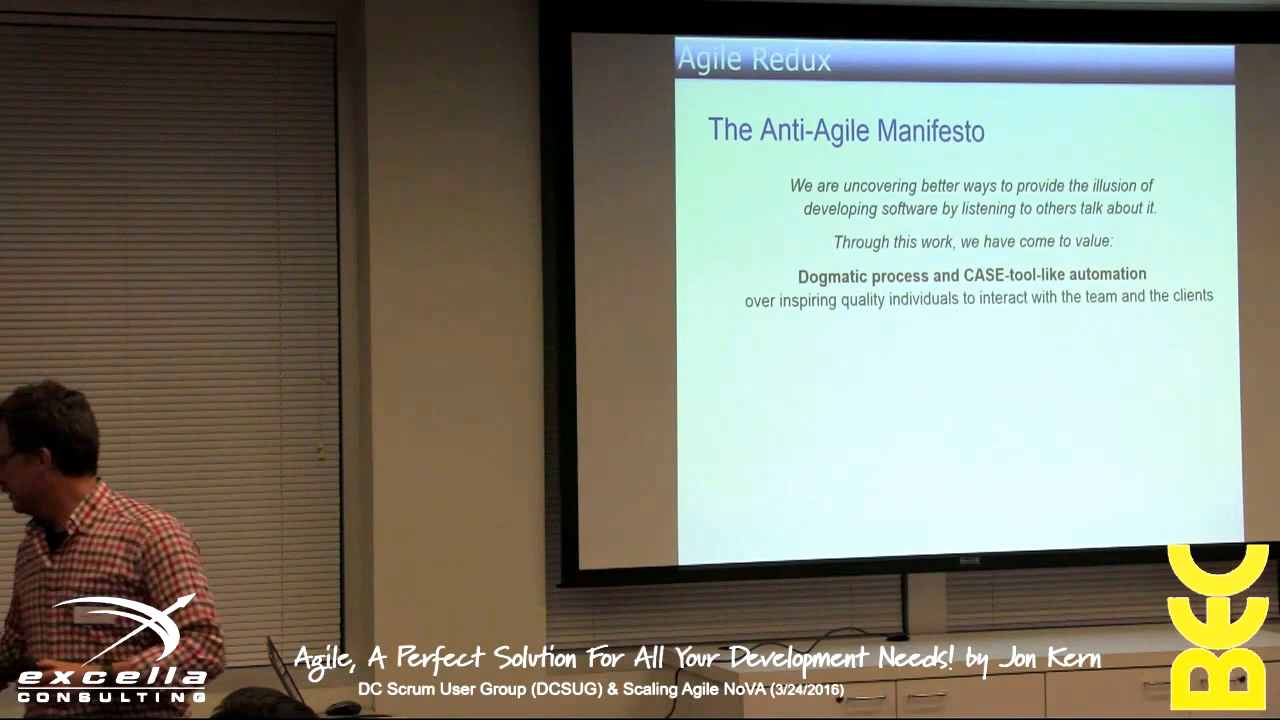 Agile Redux
The Anti-Agile Manifesto
We are uncovering better ways to provide the illusion of
developing software by listening to others talk about it.
Through this work, we have come to value:
Dogmatic process and CASE-tool-like automation
over inspiring quality individuals to interact with the team and the clients
excella
CONSULTING
Agile, A Perfect Solution For All Your Development Needs! by Jon Kern
DC Scrum User Group (DCSUG) & Scaling Agile NoVA (3/24/2016)
BEC